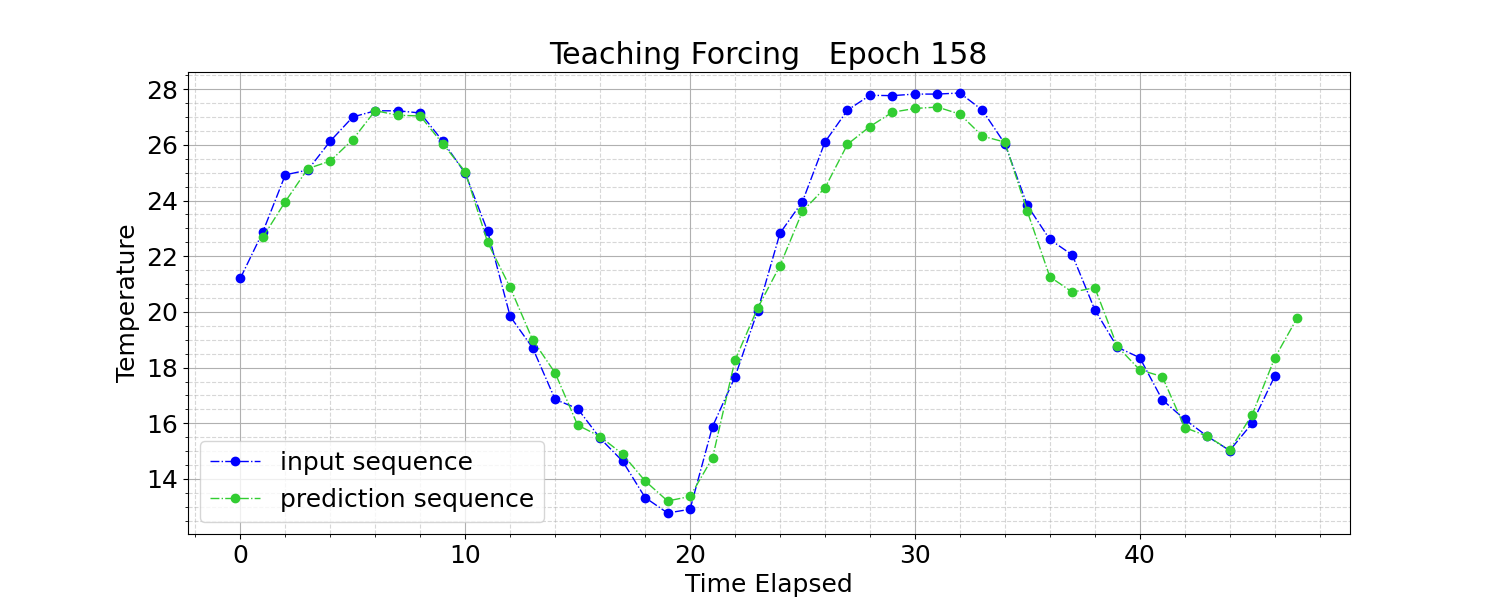 Teaching Forcing   Epoch 158
28
26
24
22
20
18
16
14
Temperature
input sequence
prediction sequence
0 10 20 30 40
Time Elapsed